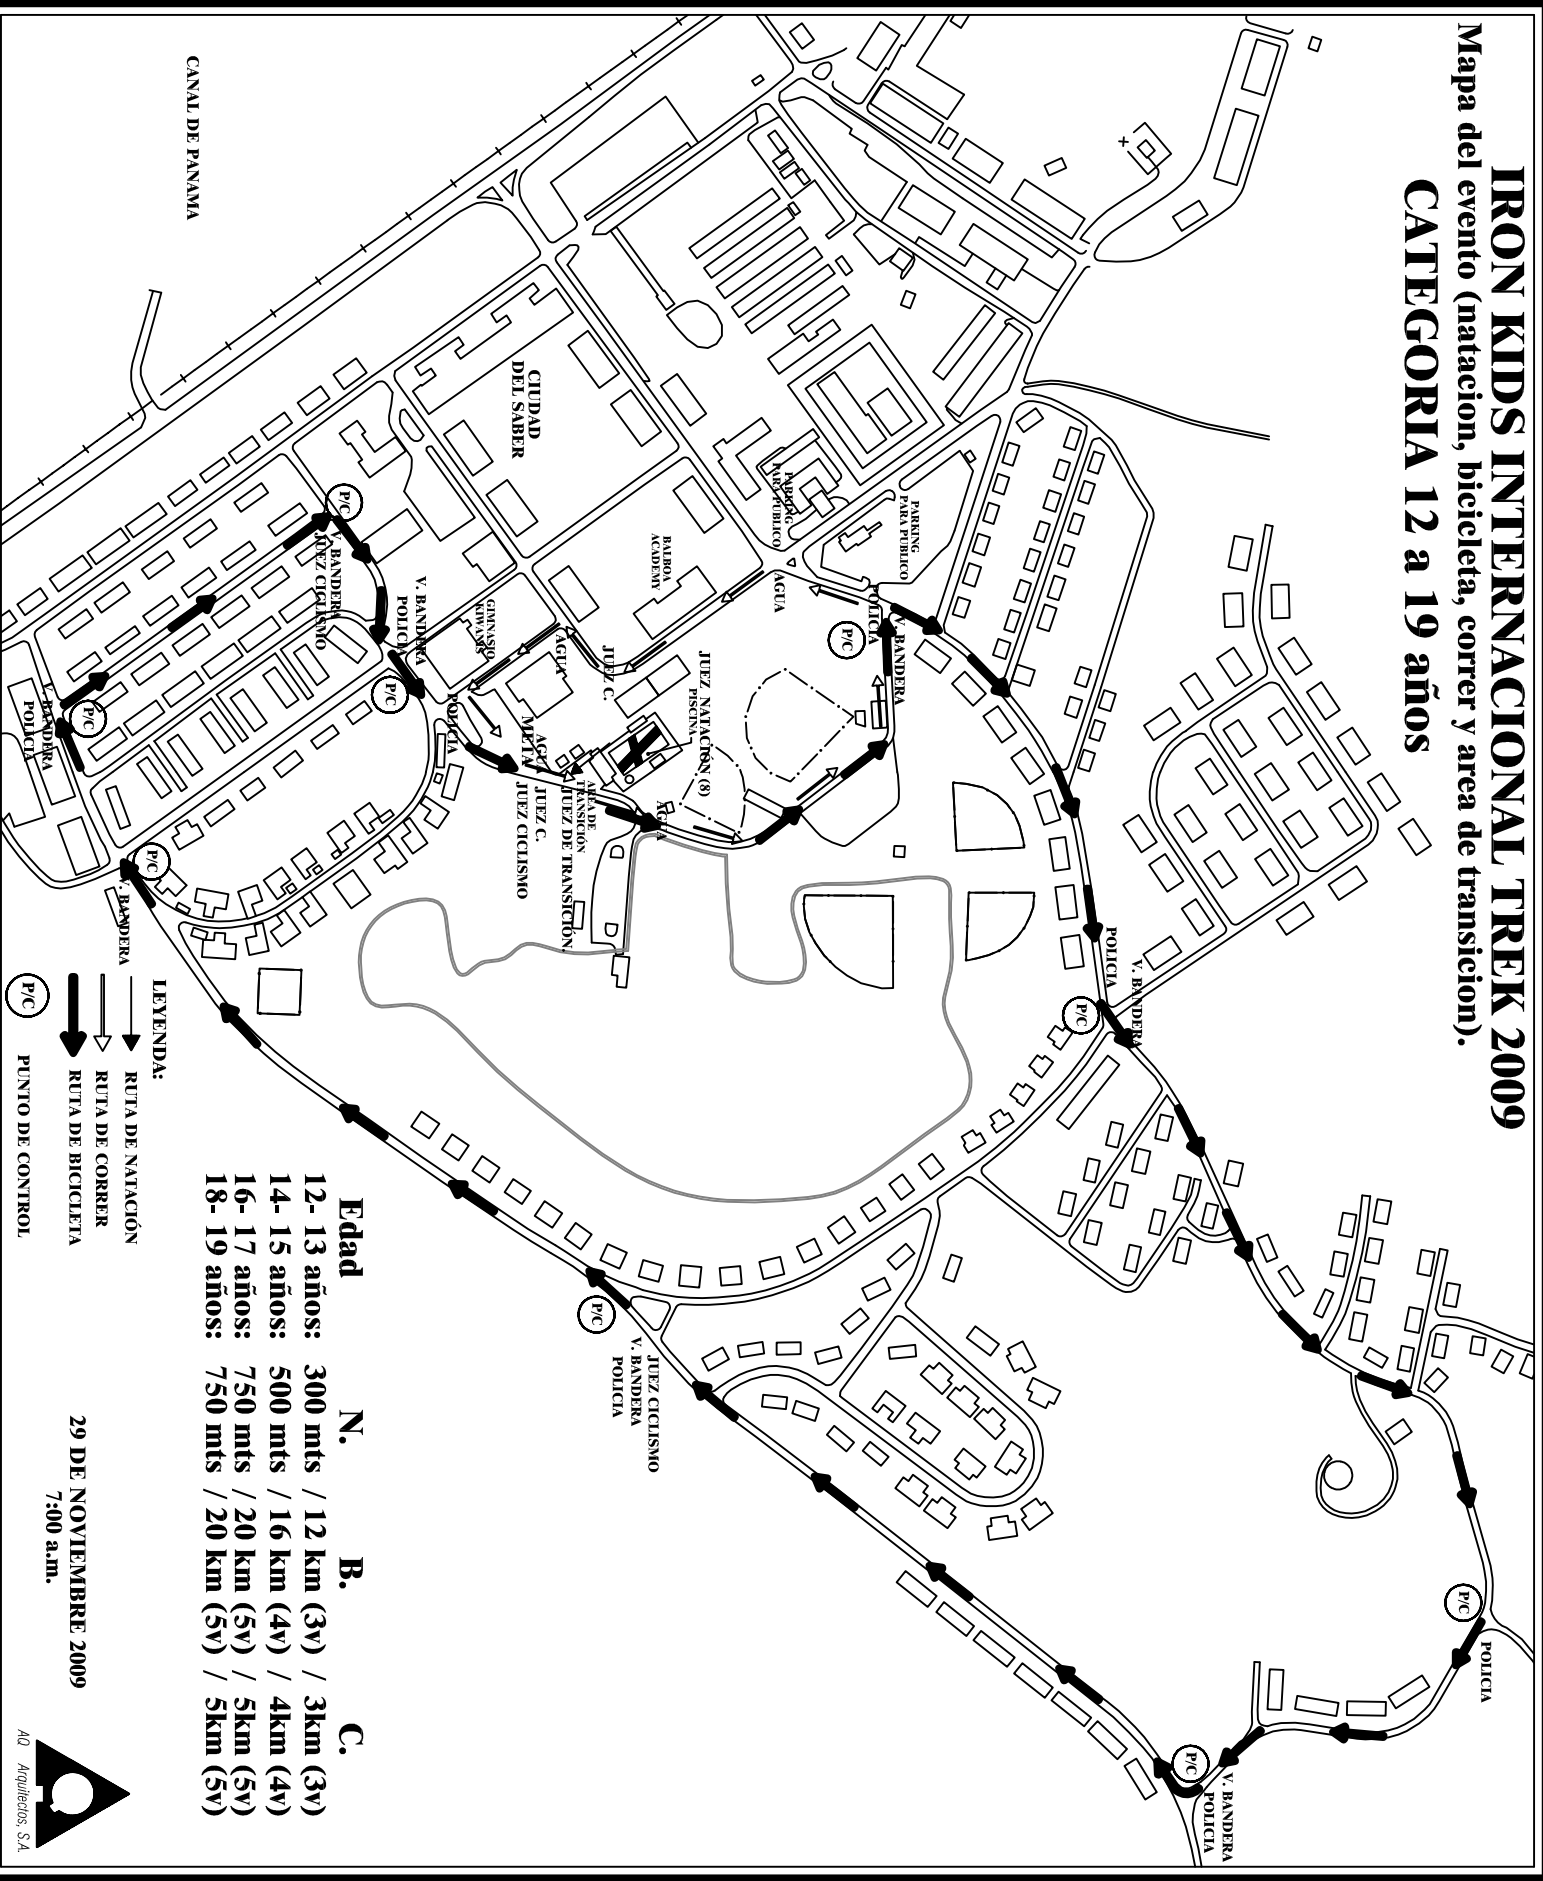 IRON KIDS INTERNACIONAL TREK 2009
Mapa del evento (natacion, bicicleta, correr y area de transicion).
CATEGORIA 12 a 19 años
CANAL DE PANAMA
CIUDAD
DEL SABER
PARKING
PARA PUBLICO
PARKING
PARA PUBLICO
BALBOA
ACADEMY
AGUA
POLICIA
V. BANDERA
P/C
P/C
V. BANDERA
JUEZ CIGLISMO
V. BANDERA
POLICIA
P/C
GIMNASIO
KIWANIS
AGUA
JUEZ C.
JUEZ NATACIÓN (8)
PISCINA
POLICIA
META
AGUA
AREA DE
TRANSICIÓN
AGUA
JUEZ C.
JUEZ CICLISMO
JUEZ DE TRANSICIÓN.
V. BANDERA
POLICIA
P/C
P/C
V. BANDERA
POLICIA
V. BANDERA
P/C
JUEZ CICLISMO
V. BANDERA
POLICIA
P/C
P/C
POLICIA
P/C
V. BANDERA
POLICIA
LEYENDA:
RUTA DE NATACIÓN
RUTA DE CORRER
RUTA DE BICICLETA
P/C PUNTO DE CONTROL
Edad N. B. C.
12- 13 años: 300 mts / 12 km (3v) / 3km (3v)
14- 15 años: 500 mts / 16 km (4v) / 4km (4v)
16- 17 años: 750 mts / 20 km (5v) / 5km (5v)
18- 19 años: 750 mts / 20 km (5v) / 5km (5v)
29 DE NOVIEMBRE 2009
7:00 a.m.
AQ Arquitectos, S.A.